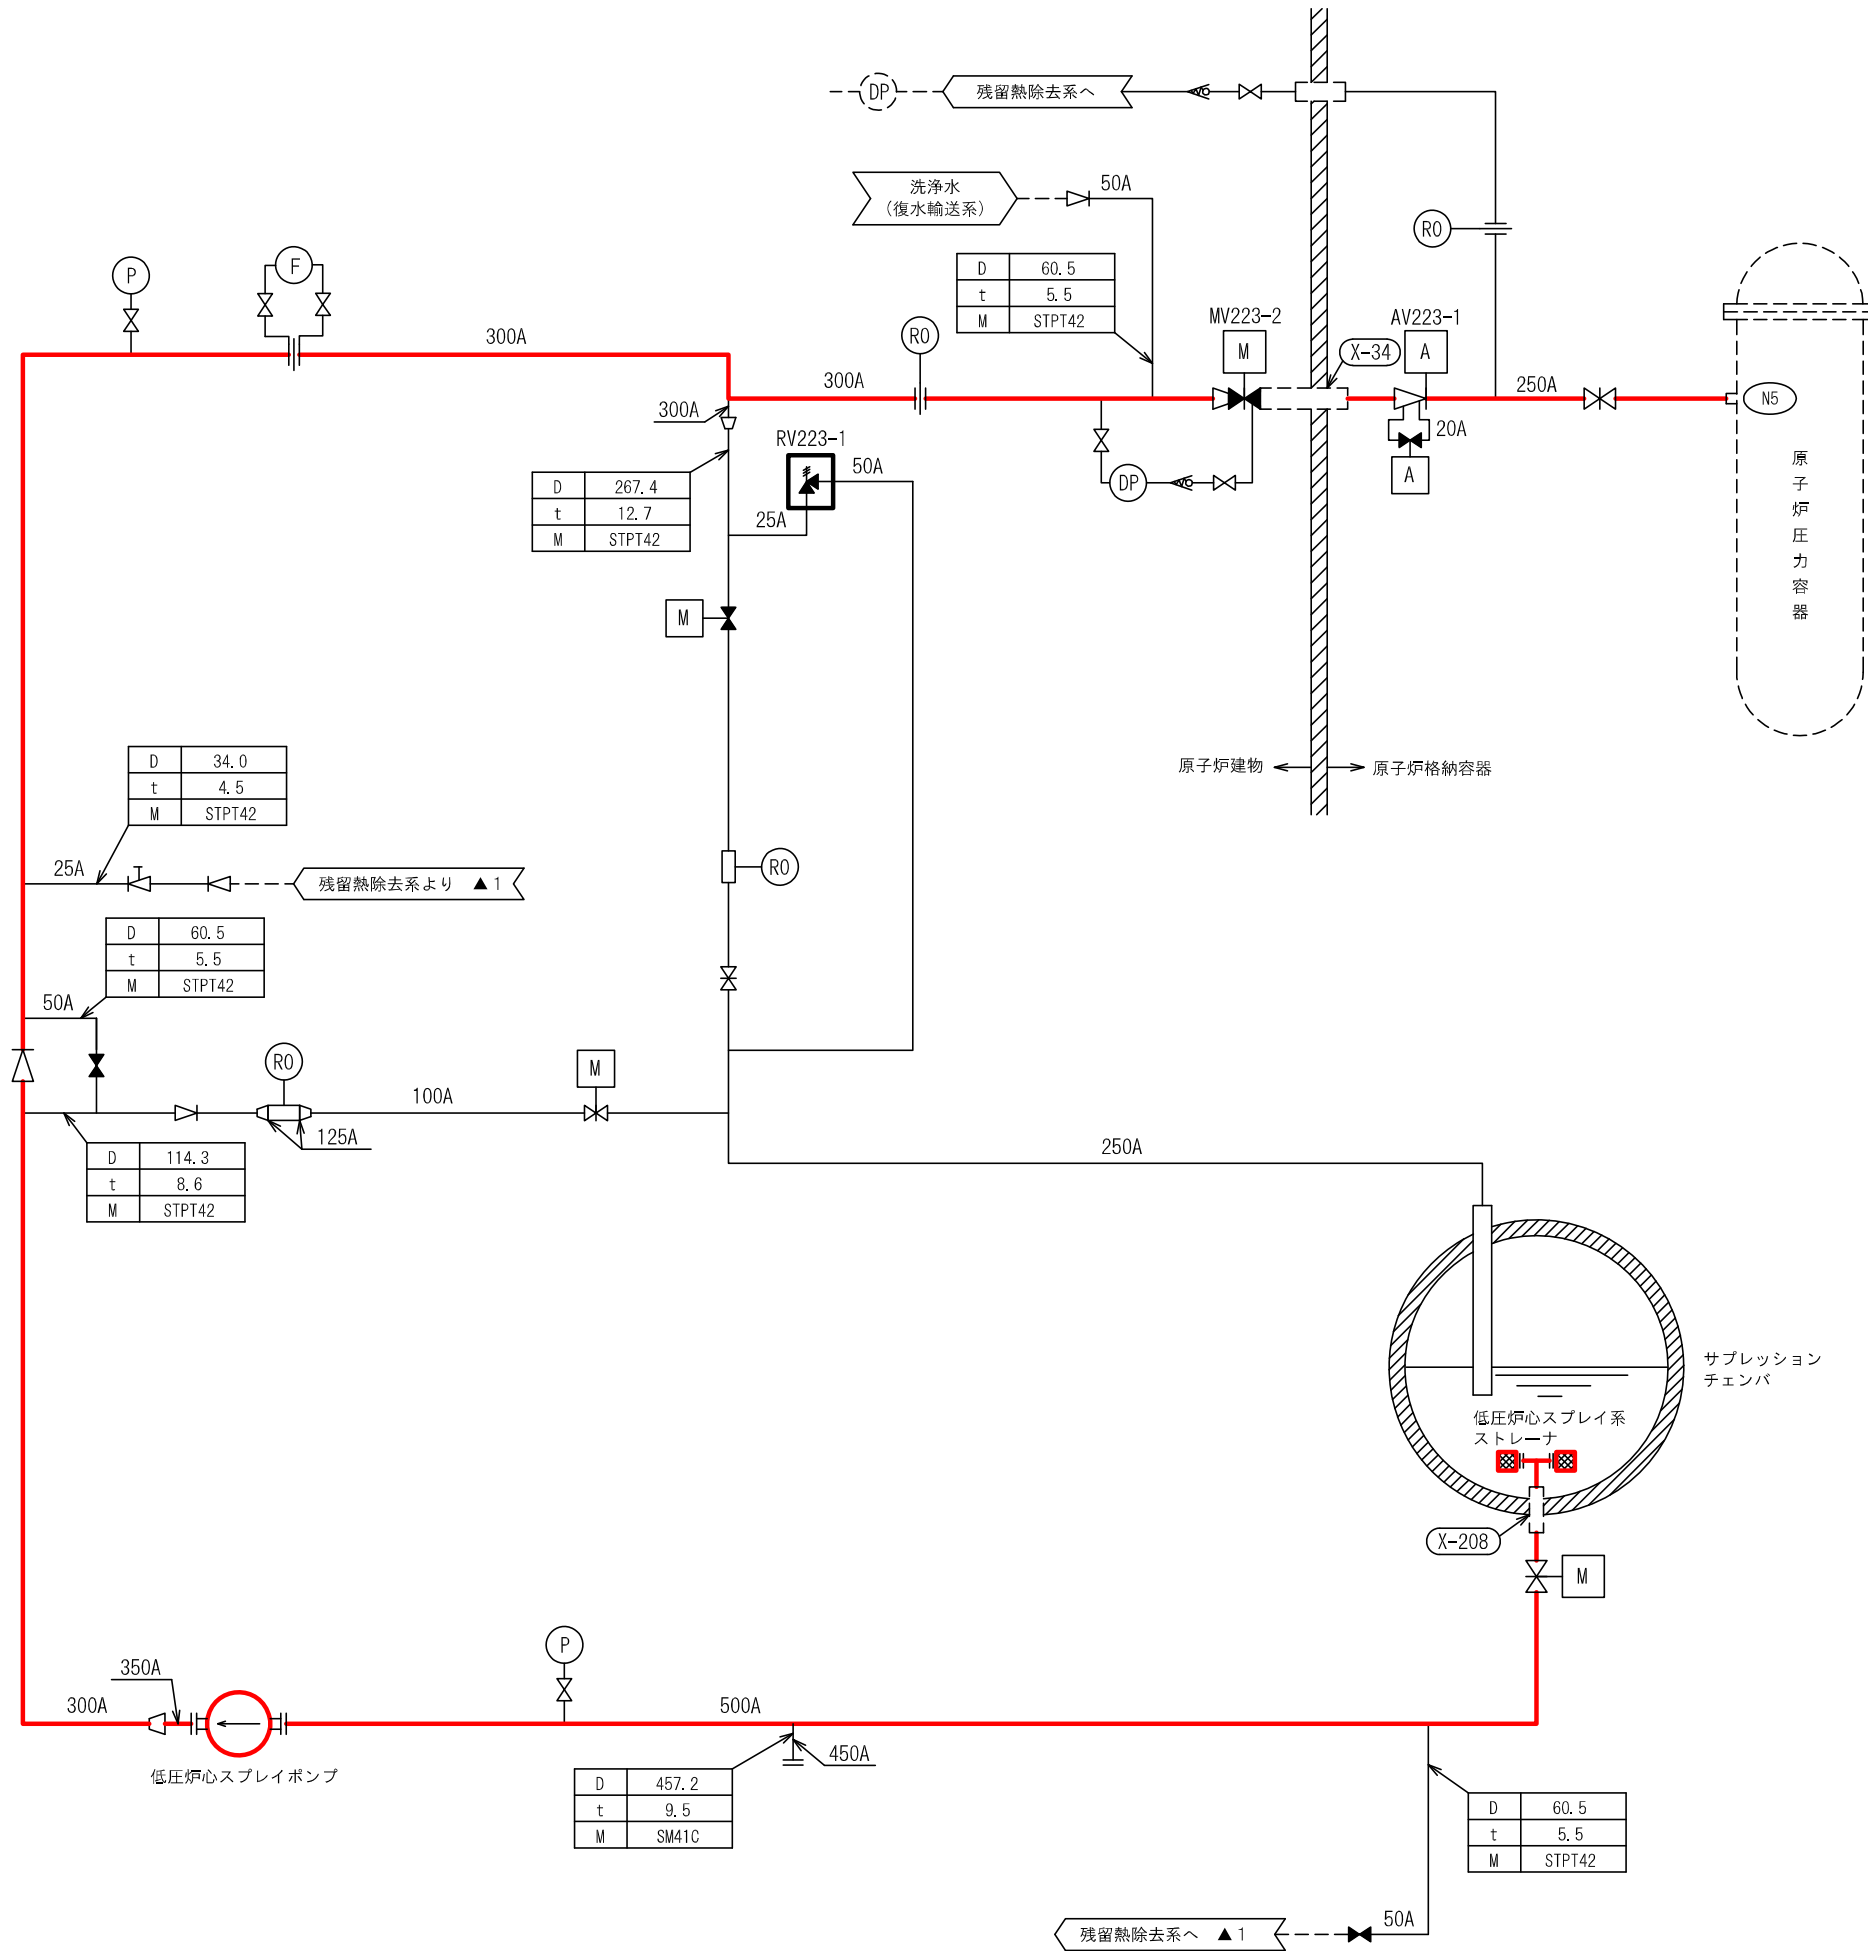 DP
残留熱除去系へ
洗浄水
(復水輸送系)
50A
RO
P
F
300A
D 60.5
t 5.5
M STPT42
RO
300A
MV223-2
M
X-34
AV223-1
A
250A
N5
300A
RV223-1
50A
20A
A
DP
D 267.4
t 12.7
M STPT42
25A
原子炉圧力容器
M
D 34.0
t 4.5
M STPT42
原子炉建物
原子炉格納容器
25A
残留熱除去系より ▲1
RO
D 60.5
t 5.5
M STPT42
50A
RO
M
100A
125A
250A
D 114.3
t 8.6
M STPT42
サプレッション
チェンバ
低圧炉心スプレイ系
ストレーナ
X-208
M
P
350A
300A
500A
低圧炉心スプレイポンプ
450A
D 457.2
t 9.5
M SM41C
D 60.5
t 5.5
M STPT42
残留熱除去系へ ▲1
50A